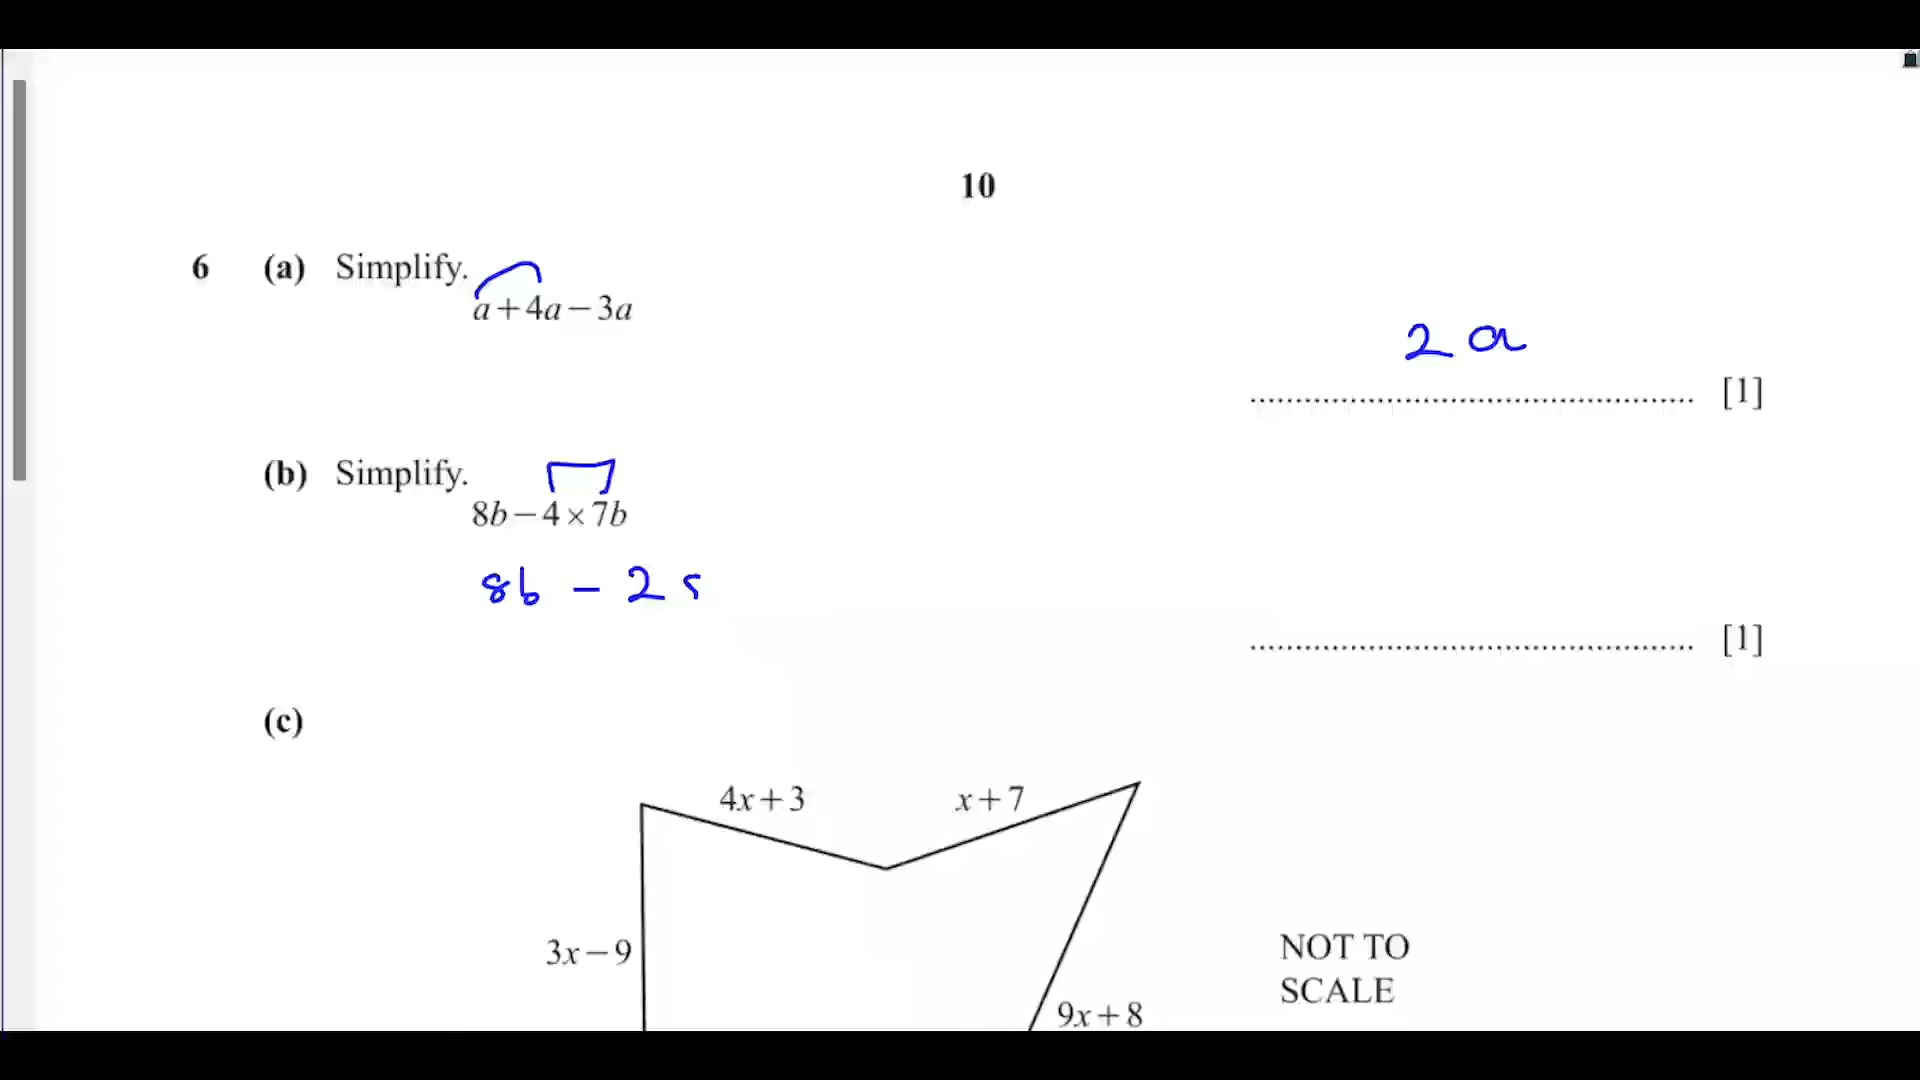 10
6 (a) Simplify.
a+4a−3a
2a
[1]
(b) Simplify.
8b−4×7b
8b − 2
[1]
(c)
4x+3 x+7
3x−9
NOT TO
SCALE
9x+8